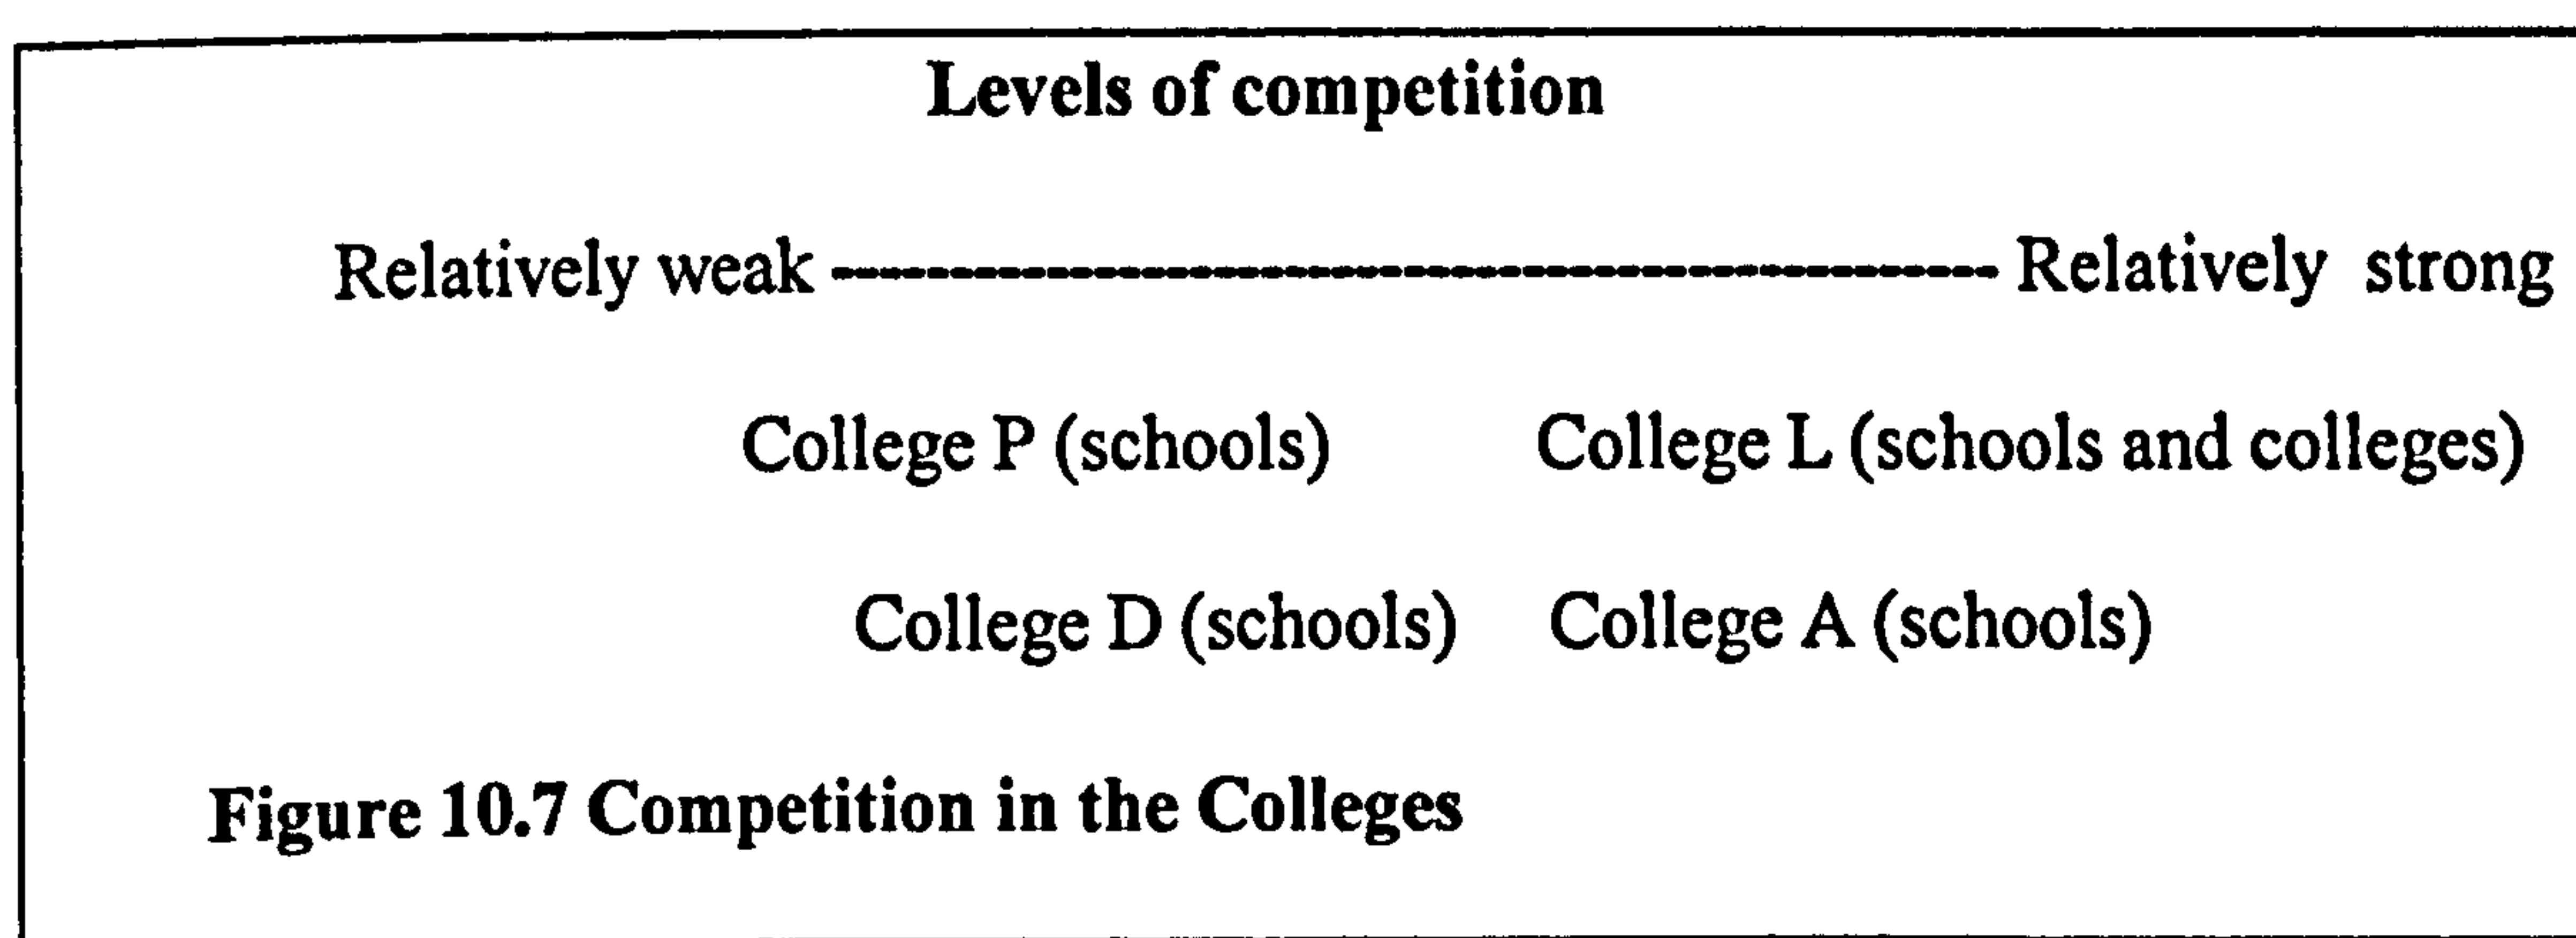 Levels of competition
Relatively weak ------------------------------------- Relatively strong
College P (schools) College L (schools and colleges)
College D (schools) College A (schools)
Figure 10.7 Competition in the Colleges